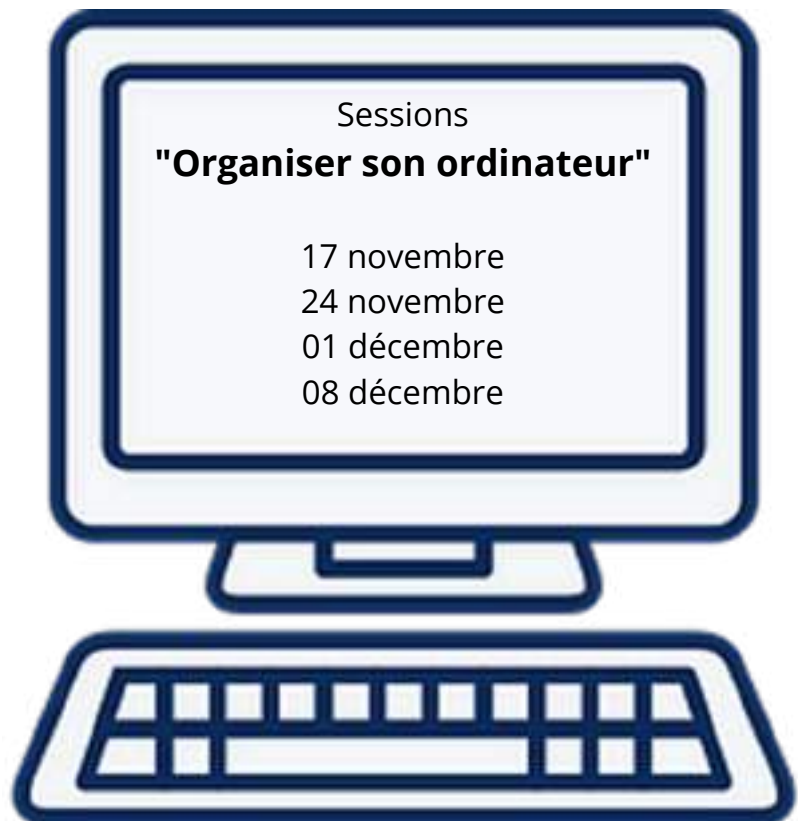 Sessions
"Organiser son ordinateur"
17 novembre
24 novembre
01 décembre
08 décembre